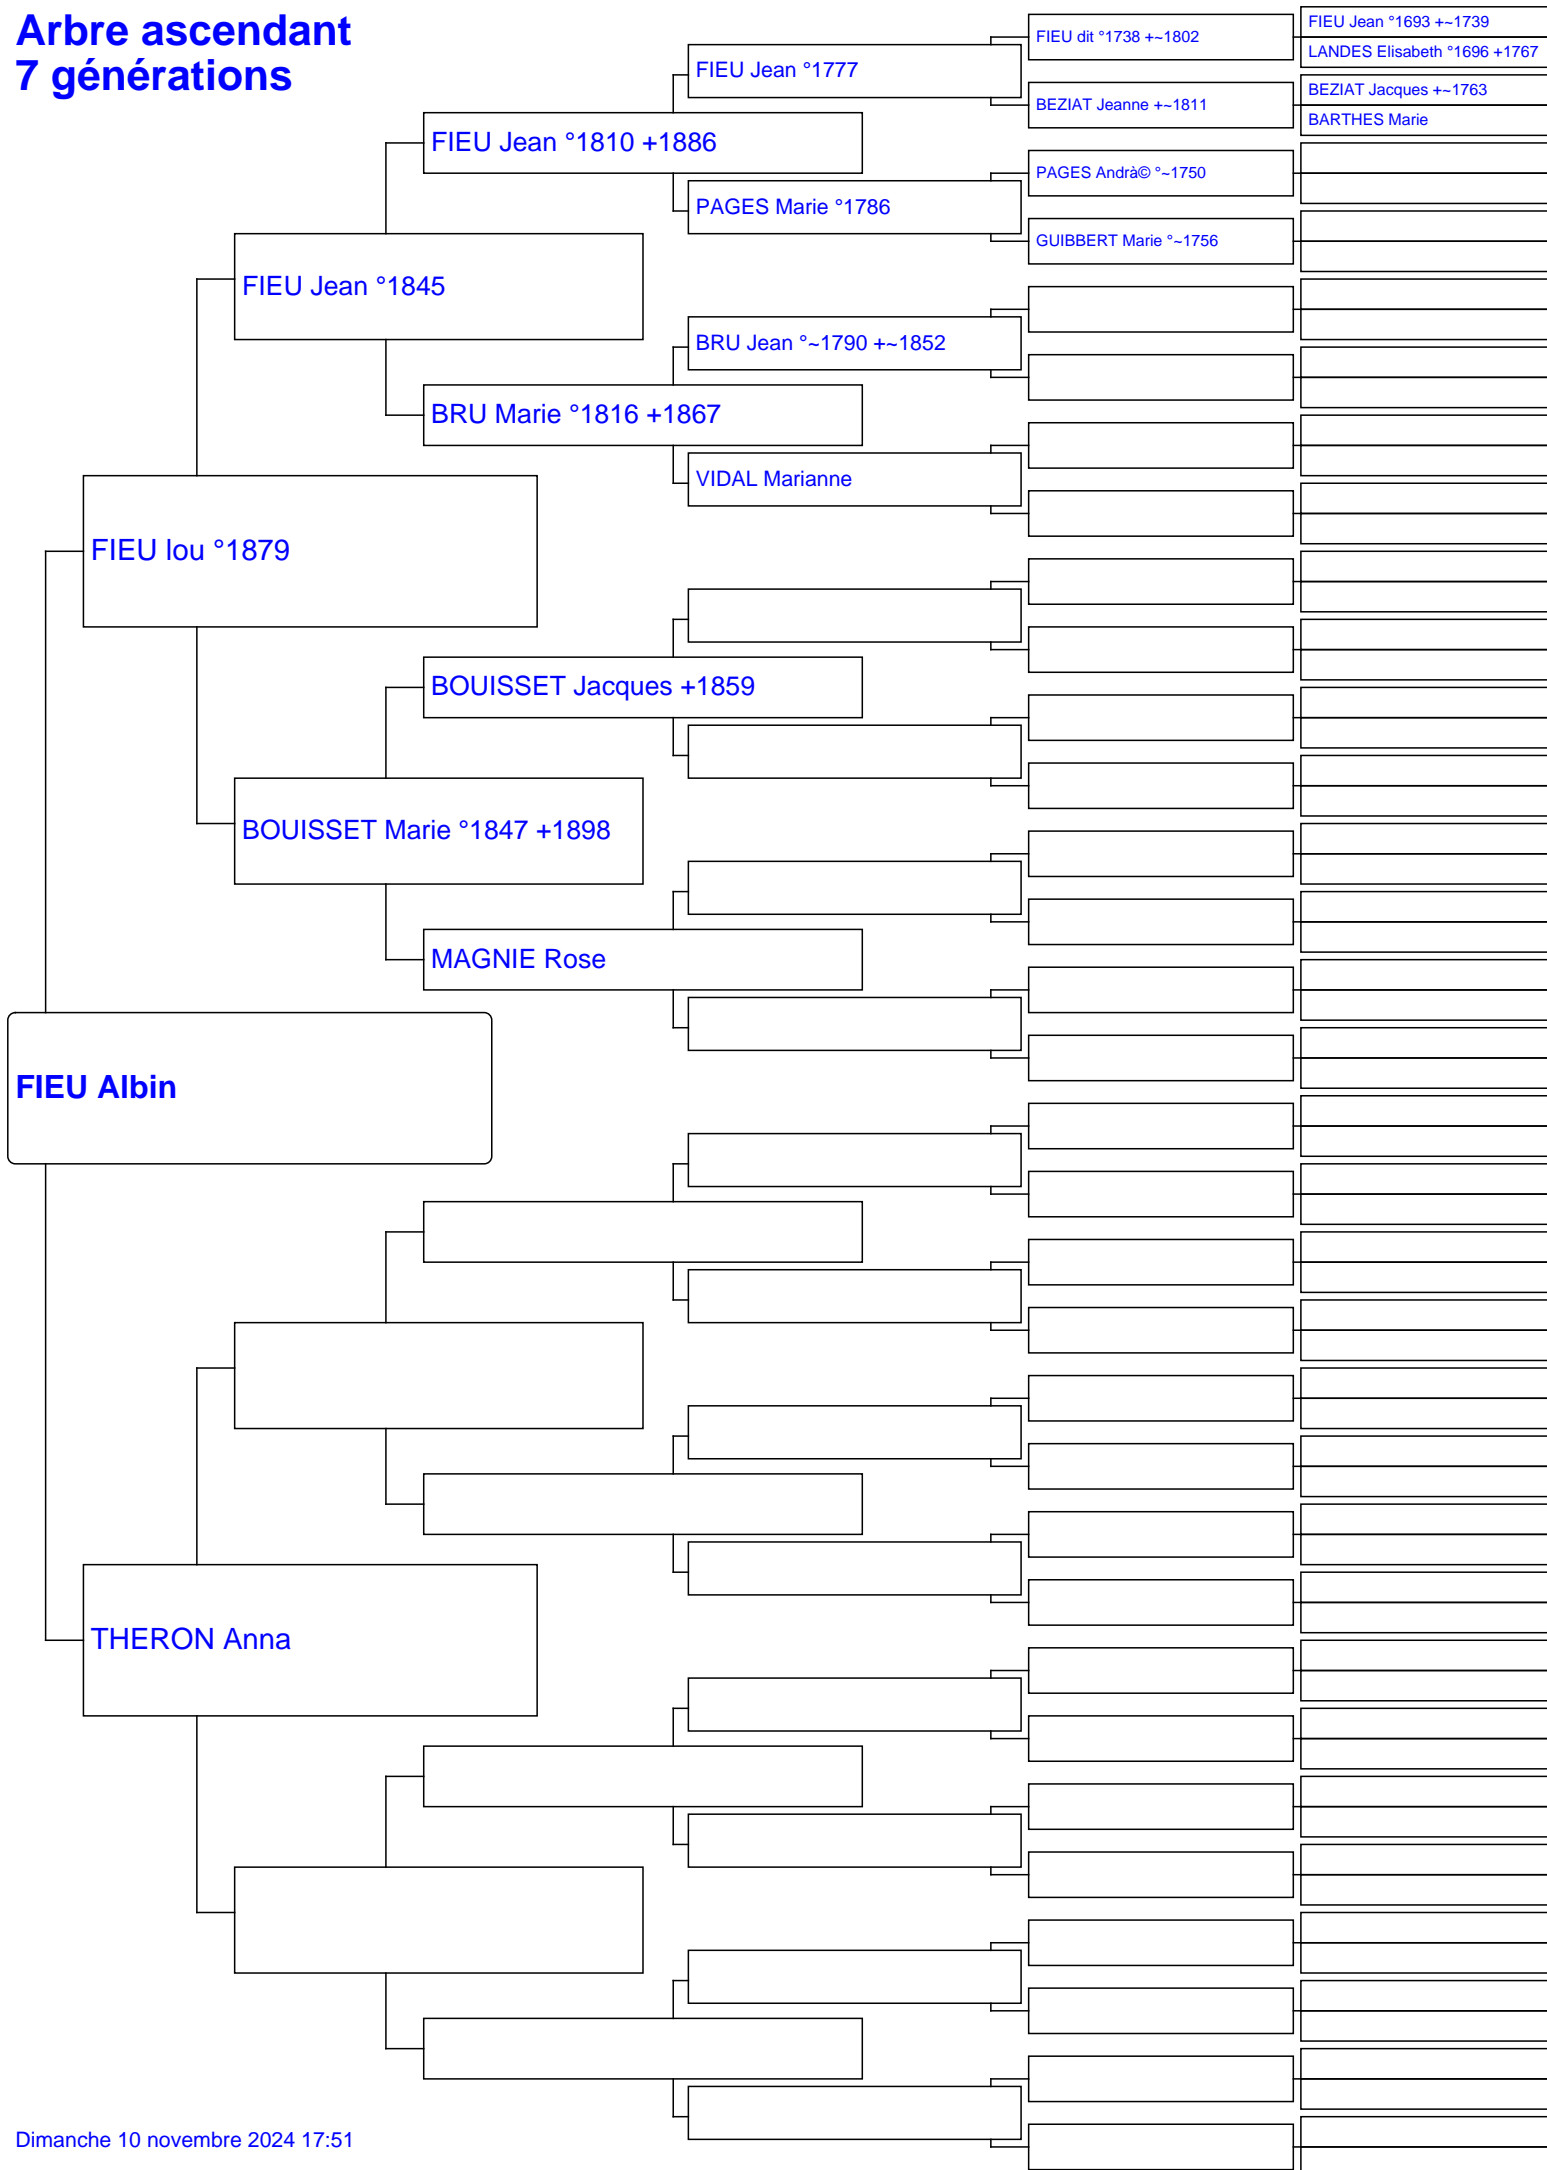 Arbre ascendant
7 générations
FIEU Jean °1693 +~1739
FIEU dit °1738 +~1802
LANDES Elisabeth °1696 +1767
FIEU Jean °1777
BEZIAT Jacques +~1763
BEZIAT Jeanne +~1811
BARTHES Marie
FIEU Jean °1810 +1886
PAGES Andrà© °~1750
PAGES Marie °1786
GUIBBERT Marie °~1756
FIEU Jean °1845
BRU Jean °~1790 +~1852
BRU Marie °1816 +1867
VIDAL Marianne
FIEU lou °1879
BOUISSET Jacques +1859
BOUISSET Marie °1847 +1898
MAGNIE Rose
FIEU Albin
THERON Anna
Dimanche 10 novembre 2024 17:51